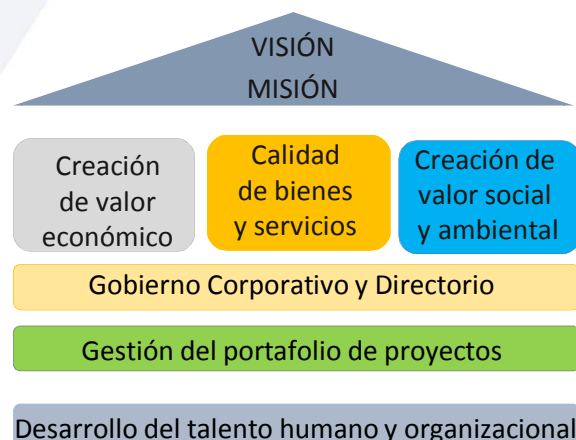 VISIÓN
MISIÓN
Creación
de valor
económico
Calidad
de bienes
y servicios
Creación de
valor social
y ambiental
Gobierno Corporativo y Directorio
Gestión del portafolio de proyectos
Desarrollo del talento humano y organizacional